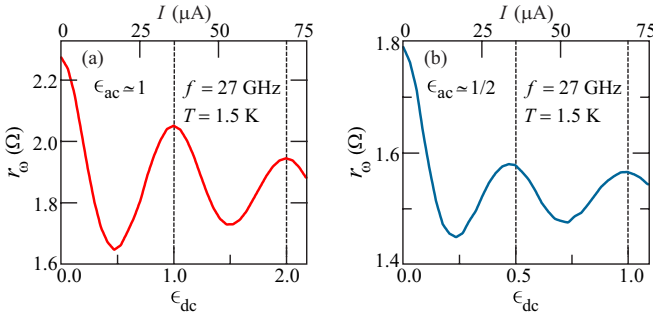 I (μA)
0 25 50 75
(a)
ϵac ≃ 1
f = 27 GHz
T = 1.5 K
2.2
2.0
1.8
1.6
rω (Ω)
0.0 1.0 2.0
ϵdc
I (μA)
0 25 50 75
(b)
ϵac ≃ 1/2
f = 27 GHz
T = 1.5 K
1.8
1.6
1.4
rω (Ω)
0.0 0.5 1.0
ϵdc